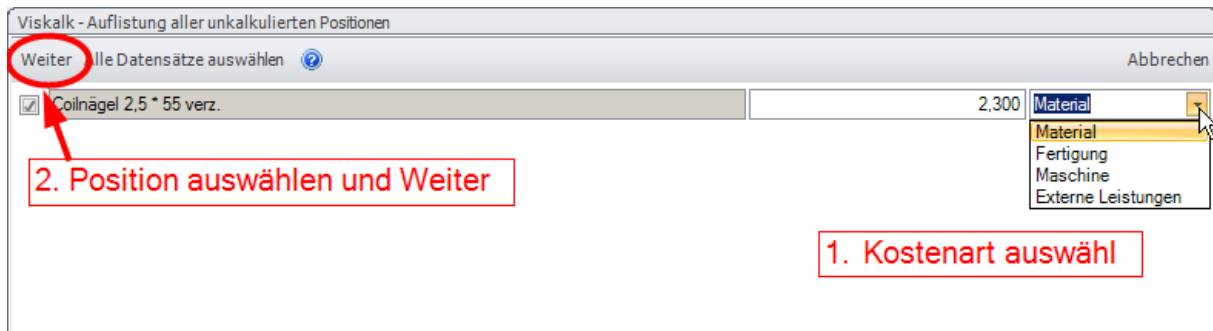 Viskalk - Auflistung aller unkalkulierten Positionen
Weiter Alle Datensätze auswählen Abbrechen
Coilnägel 2,5 * 55 verz. 2,300 Material
Material
Fertigung
Maschine
Externe Leistungen
2. Position auswählen und Weiter
1. Kostenart auswähl